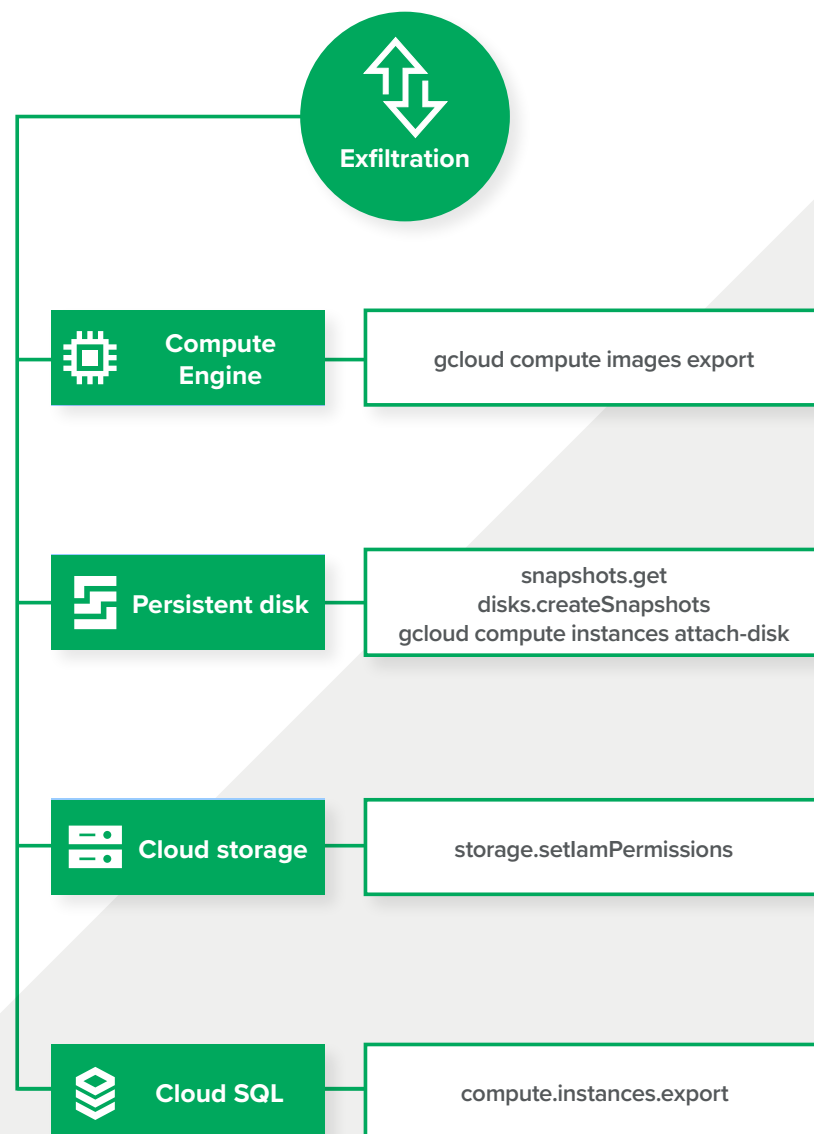 Exfiltration
Compute
Engine
gcloud compute images export
Persistent disk
snapshots.get
disks.createSnapshots
gcloud compute instances attach-disk
Cloud storage
storage.setIamPermissions
Cloud SQL
compute.instances.export